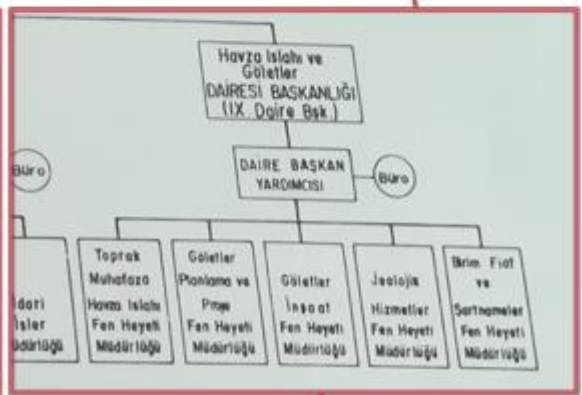 Havza Islahı ve
Göletler
DAİRESİ BAŞKANLIĞI
(IX. Daire Bşk.)
DAİRE BAŞKAN
YARDIMCISI
Büro
Büro
İdari
İşler
Müdürlüğü
Toprak
Muhafaza
Havza Islahı
Fen Heyeti
Müdürlüğü
Göletler
Planlama ve
Proje
Fen Heyeti
Müdürlüğü
Göletler
İnşaat
Fen Heyeti
Müdürlüğü
Jeolojik
Hizmetler
Fen Heyeti
Müdürlüğü
Birim Fiat
ve
Şartnameler
Fen Heyeti
Müdürlüğü